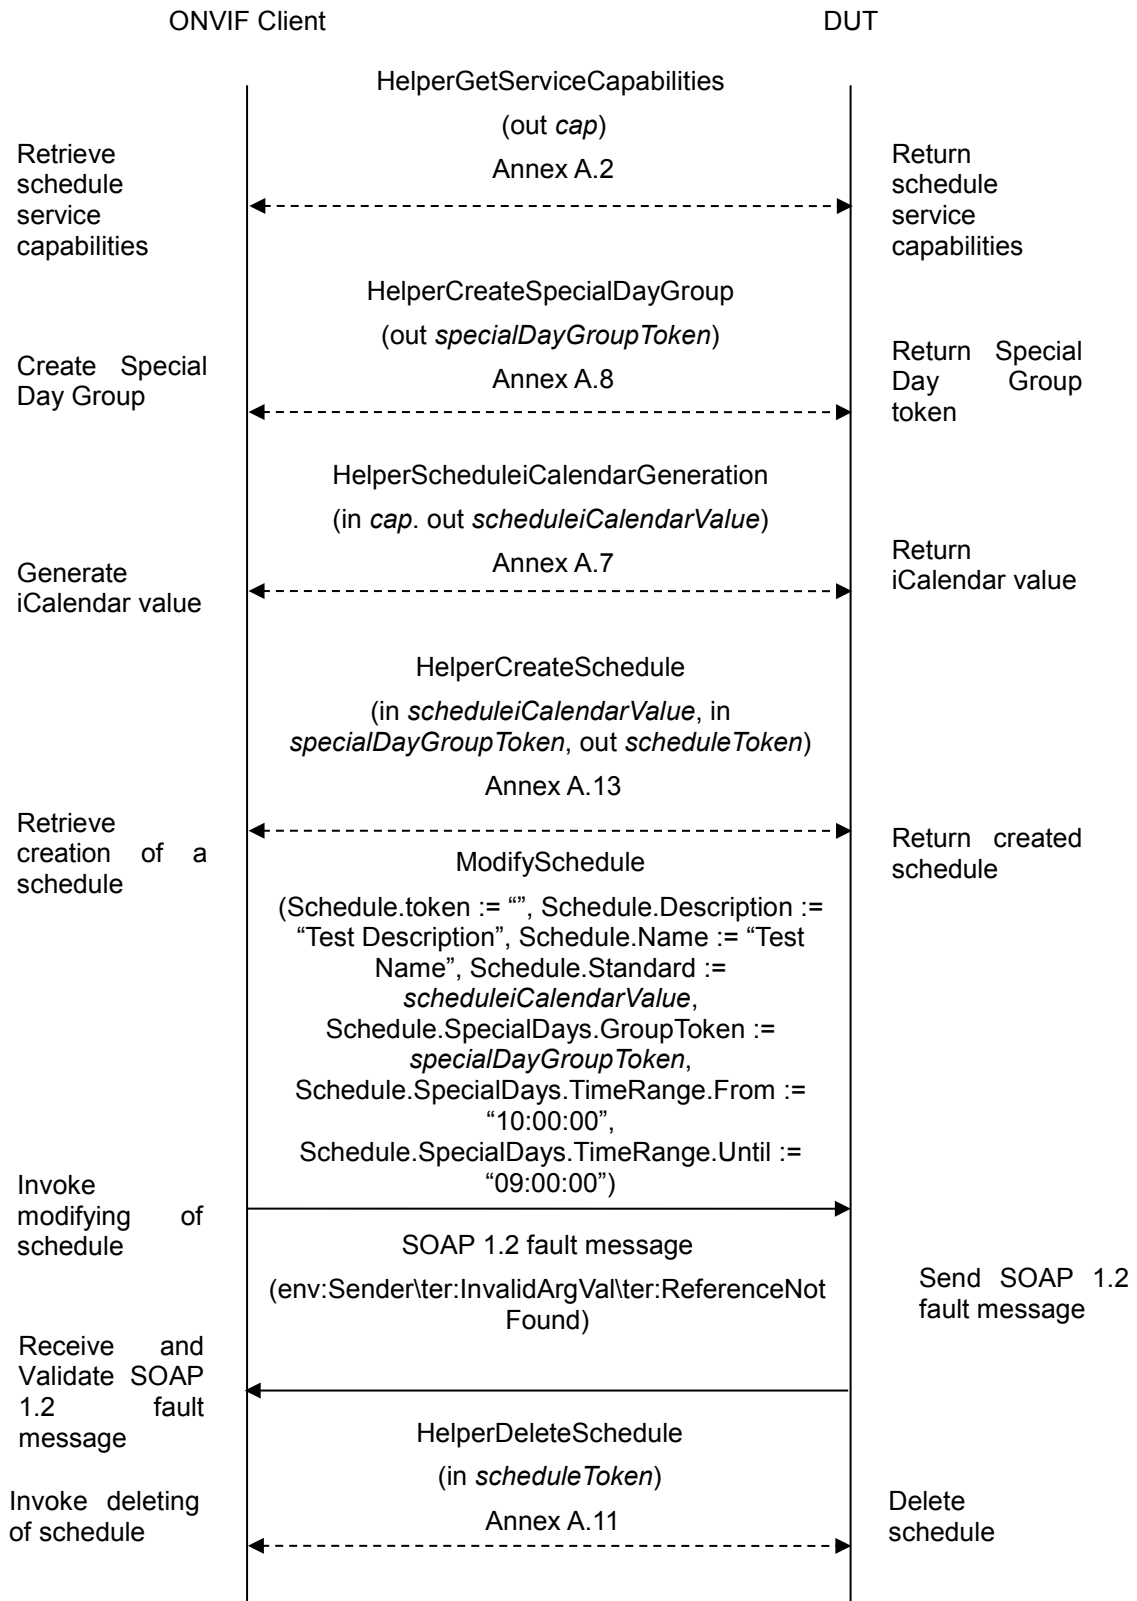 ONVIF Client
DUT
HelperGetServiceCapabilities
(out cap)
Annex A.2
Retrieve
schedule
service
capabilities
Return
schedule
service
capabilities
HelperCreateSpecialDayGroup
(out specialDayGroupToken)
Annex A.8
Create Special
Day Group
Return Special
Day Group
token
HelperScheduleiCalendarGeneration
(in cap. out scheduleiCalendarValue)
Annex A.7
Generate
iCalendar value
Return
iCalendar value
HelperCreateSchedule
(in scheduleiCalendarValue, in
specialDayGroupToken, out scheduleToken)
Annex A.13
Retrieve
creation of a
schedule
Return created
schedule
ModifySchedule
(Schedule.token := “”, Schedule.Description :=
“Test Description”, Schedule.Name := “Test
Name”, Schedule.Standard :=
scheduleiCalendarValue,
Schedule.SpecialDays.GroupToken :=
specialDayGroupToken,
Schedule.SpecialDays.TimeRange.From :=
“10:00:00”,
Schedule.SpecialDays.TimeRange.Until :=
“09:00:00”)
Invoke
modifying of
schedule
SOAP 1.2 fault message
(env:Sender\ter:InvalidArgVal\ter:ReferenceNot
Found)
Send SOAP 1.2
fault message
Receive and
Validate SOAP
1.2 fault
message
HelperDeleteSchedule
(in scheduleToken)
Annex A.11
Invoke deleting
of schedule
Delete
schedule